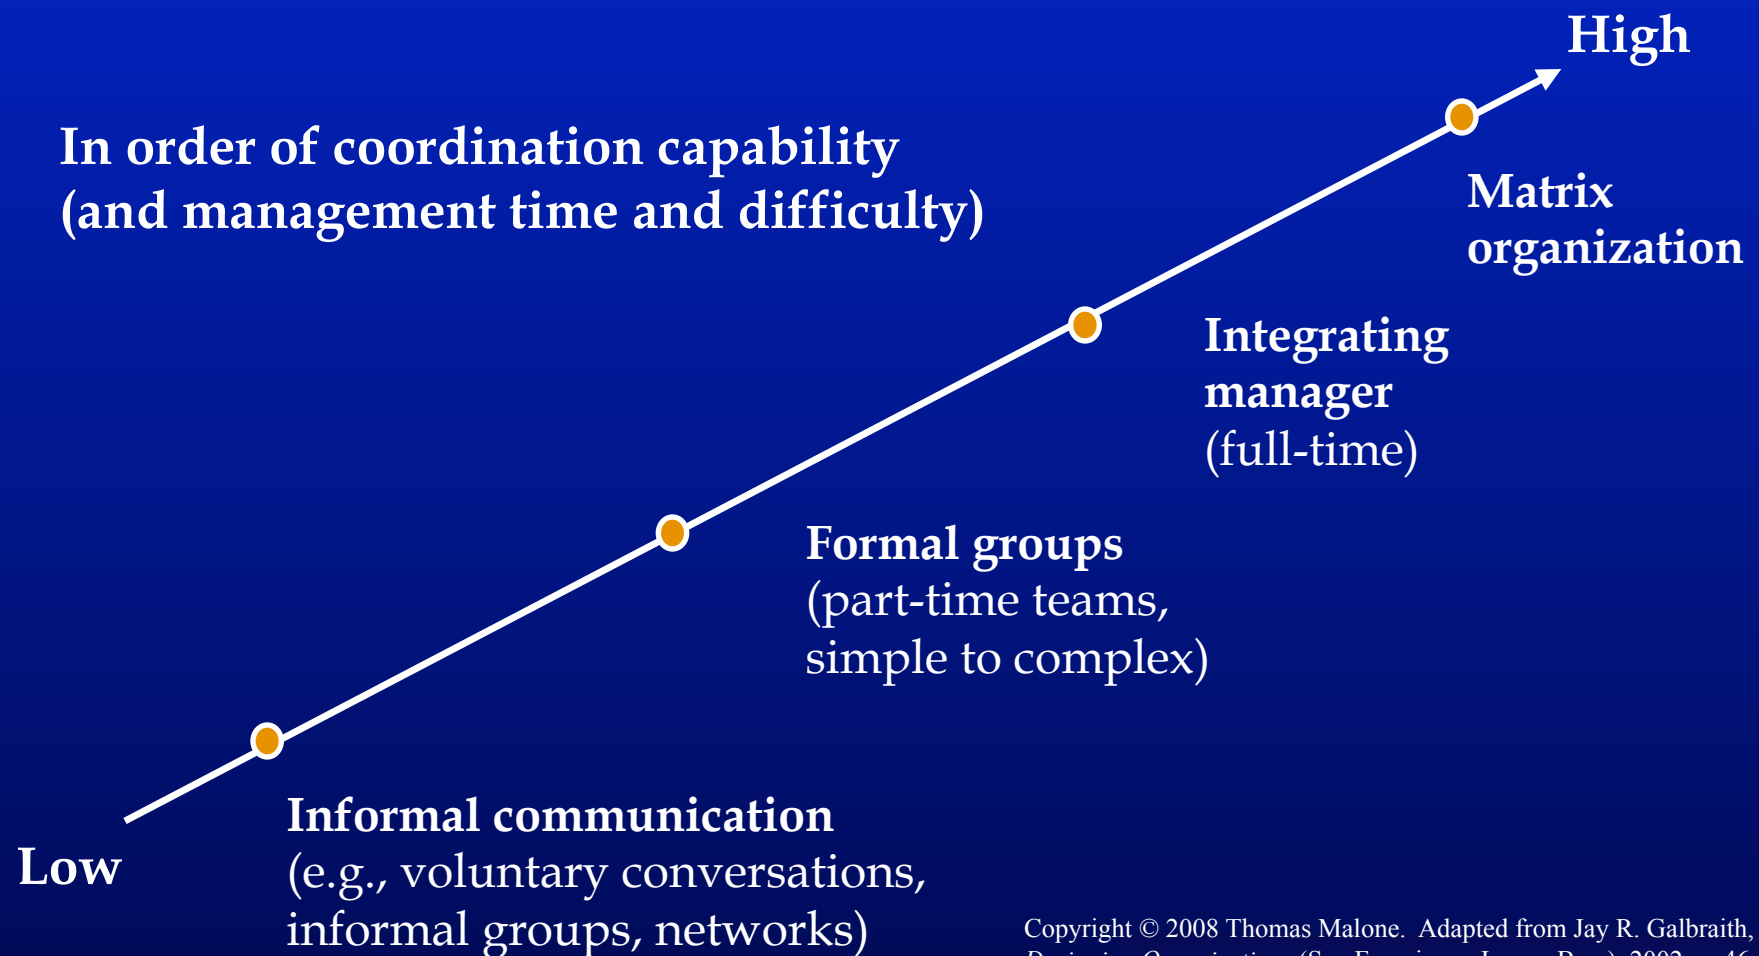 High
In order of coordination capability
(and management time and difficulty)
Matrix
organization
Integrating
manager
(full-time)
Formal groups
(part-time teams,
simple to complex)
Informal communication
(e.g., voluntary conversations,
informal groups, networks)
Low
Copyright © 2008 Thomas Malone. Adapted from Jay R. Galbraith,